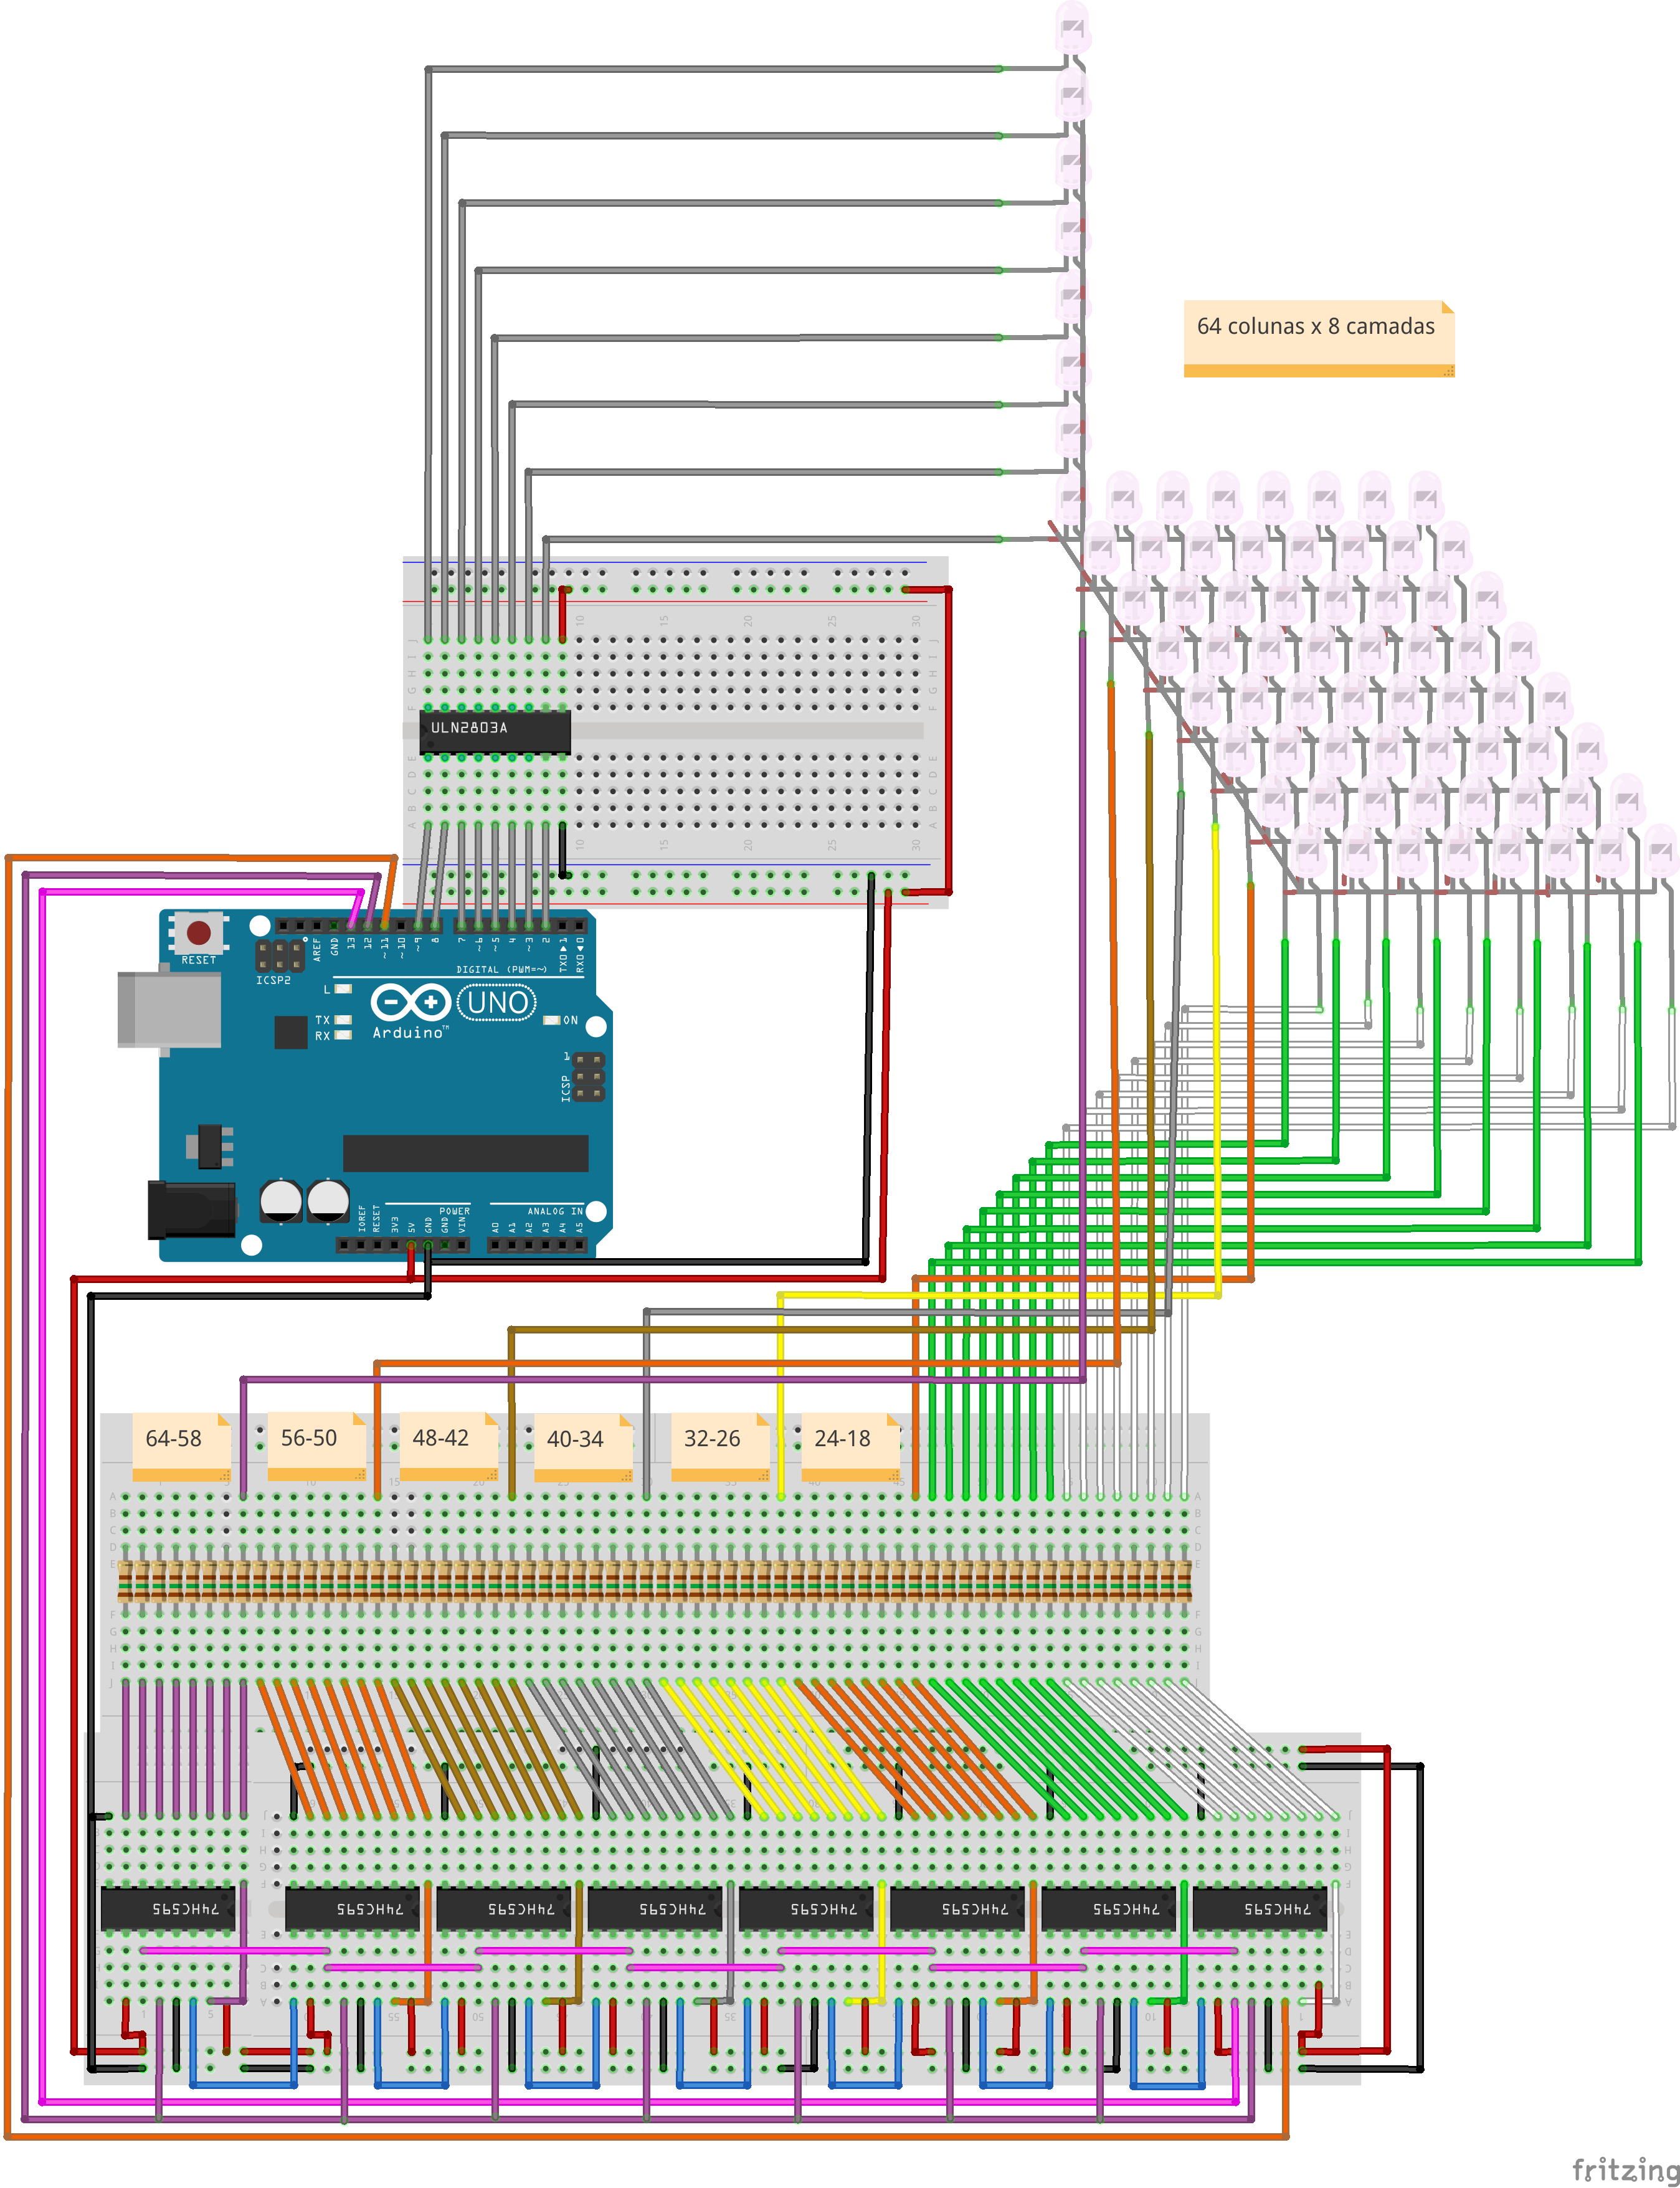 64 colunas x 8 camadas
ULN2803A
RESET
ICSP2
AREF
GND
13
12
~11
~10
~9
8
7
~6
~5
4
~3
2
TX0▶1
RX0◀0
DIGITAL (PWM=~)
L
TX
RX
Arduino™
UNO
ON
1
ICSP
IOREF
RESET
3V3
5V
GND
GND
VIN
POWER
A0
A1
A2
A3
A4
A5
ANALOG IN
64-58
56-50
48-42
40-34
32-26
24-18
74HC595
74HC595
74HC595
74HC595
74HC595
74HC595
74HC595
74HC595
fritzing